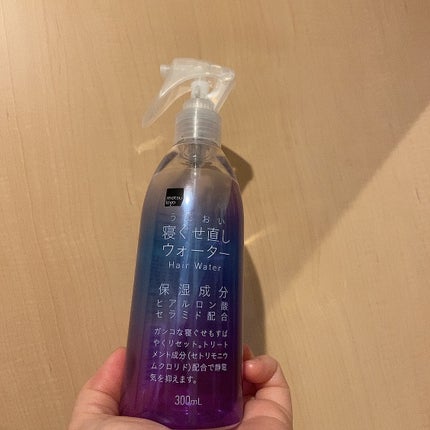 matsu
kiyo
うるおい
寝ぐせ直し
ウォーター
Hair Water
保湿成分
ヒアルロン酸
セラミド配合
ガンコな寝ぐせもすば
やくリセット。トリート
メント成分(セトリモニウ
ムクロリド)配合で静電
気を抑えます。
300mL